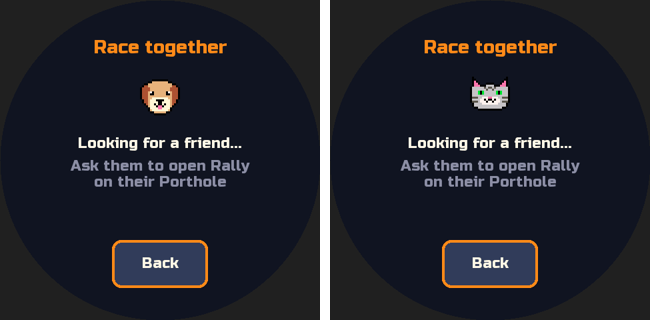 Race together
Looking for a friend...
Ask them to open Rally
on their Porthole
Back
Race together
Looking for a friend...
Ask them to open Rally
on their Porthole
Back